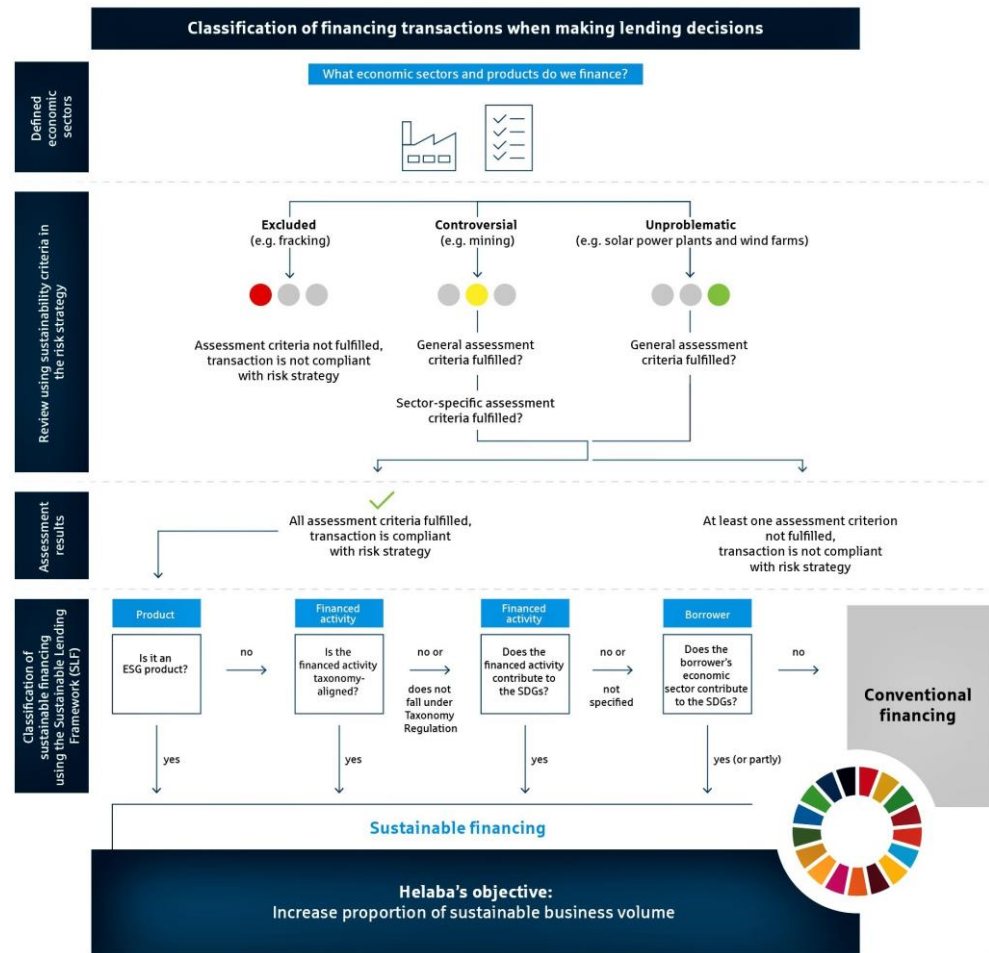 Classification of financing transactions when making lending decisions
Defined
economic
sectors
What economic sectors and products do we finance?
Review using sustainability criteria in
the risk strategy
Excluded
(e.g. fracking)
Controversial
(e.g. mining)
Unproblematic
(e.g. solar power plants and wind farms)
Assessment criteria not fulfilled,
transaction is not compliant
with risk strategy
General assessment
criteria fulfilled?
Sector-specific assessment
criteria fulfilled?
General assessment
criteria fulfilled?
Assessment
results
All assessment criteria fulfilled,
transaction is compliant
with risk strategy
At least one assessment criterion
not fulfilled,
transaction is not compliant
with risk strategy
Classification of
sustainable financing
using the Sustainable Lending
Framework (SLF)
Product
Is it an
ESG product?
no
yes
Financed
activity
Is the
financed activity
taxonomy-
aligned?
no or
does not
fall under
Taxonomy
Regulation
yes
Financed
activity
Does the
financed activity
contribute to
the SDGs?
no or
not
specified
yes
Borrower
Does the
borrower's
economic
sector contribute
to the SDGs?
no
yes (or partly)
Conventional
financing
Sustainable financing
Helaba's objective:
Increase proportion of sustainable business volume